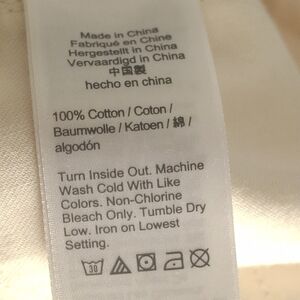 Made in China
Fabriqué en Chine
Hergestellt in China
Vervaardigd in China
中国製
hecho en china
100% Cotton / Coton /
Baumwolle / Katoen / 綿 /
algodón
Turn Inside Out. Machine
Wash Cold With Like
Colors. Non-Chlorine
Bleach Only. Tumble Dry
Low. Iron on Lowest
Setting.
30